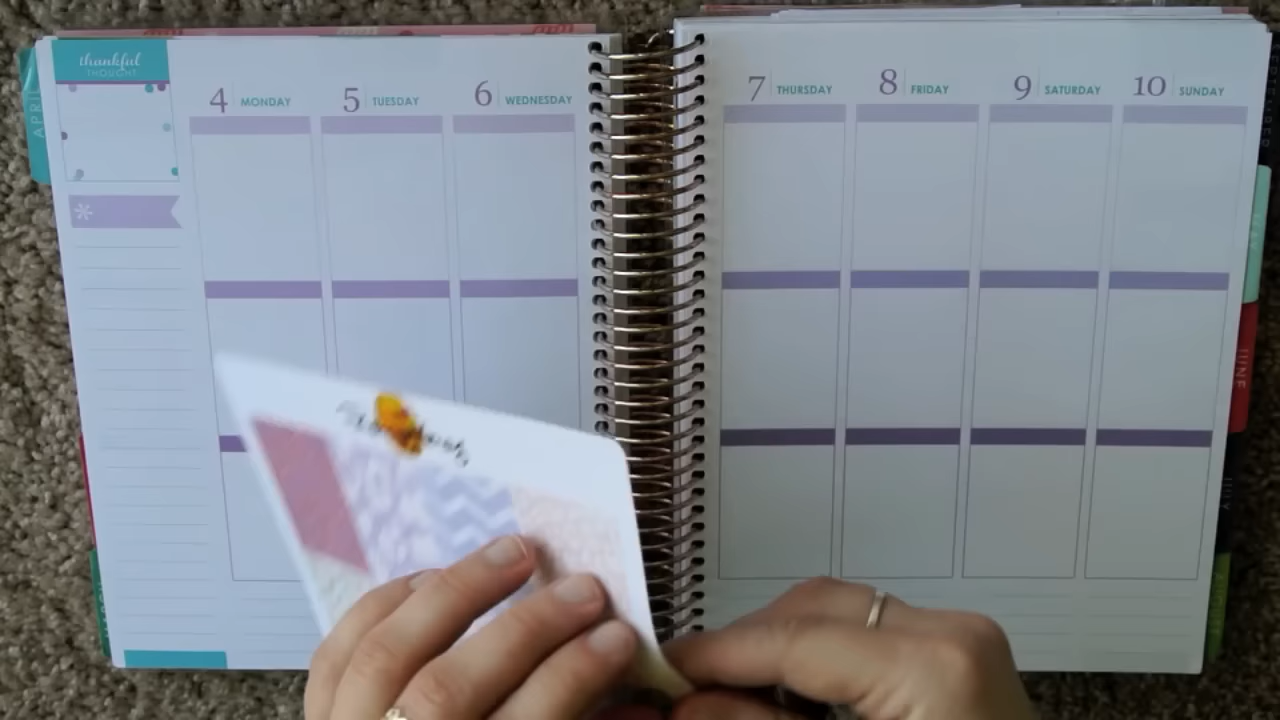 thankful
THOUGHT
4 MONDAY
5 TUESDAY
6 WEDNESDAY
7 THURSDAY
8 FRIDAY
9 SATURDAY
10 SUNDAY
APRIL
JUNE